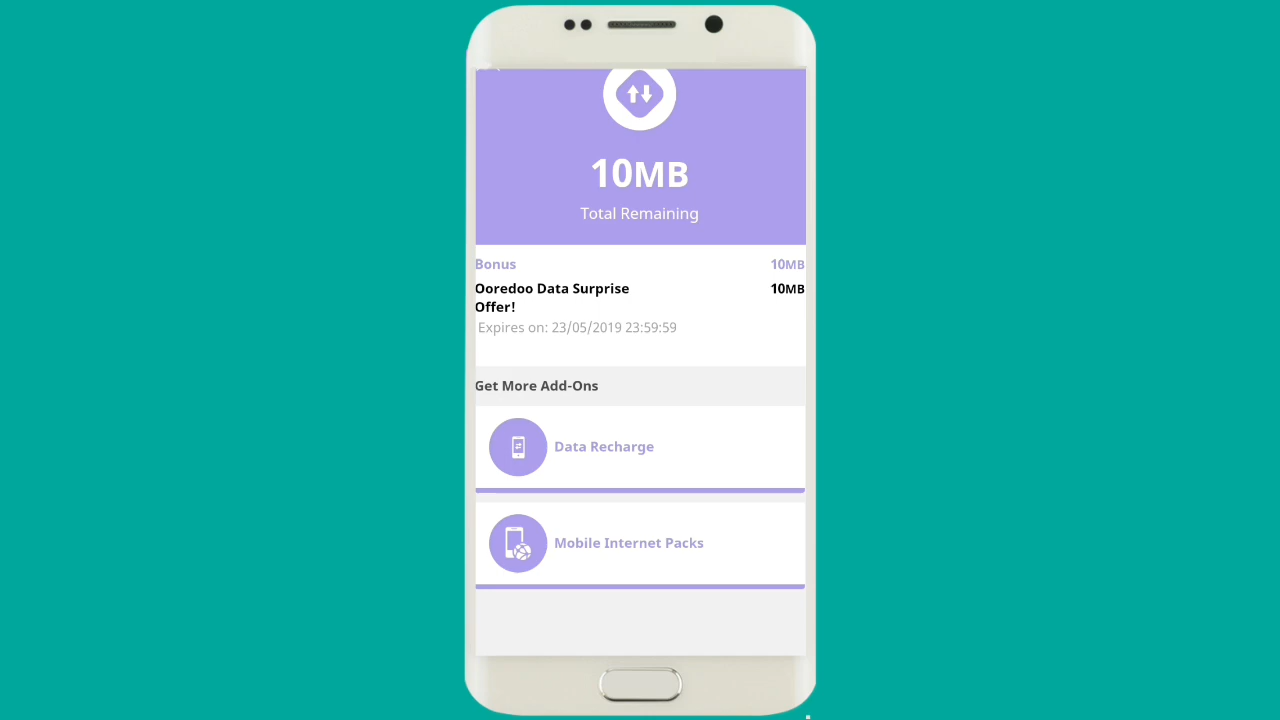 10MB
Total Remaining
Bonus 10MB
Ooredoo Data Surprise 10MB
Offer!
Expires on: 23/05/2019 23:59:59
Get More Add-Ons
Data Recharge
Mobile Internet Packs